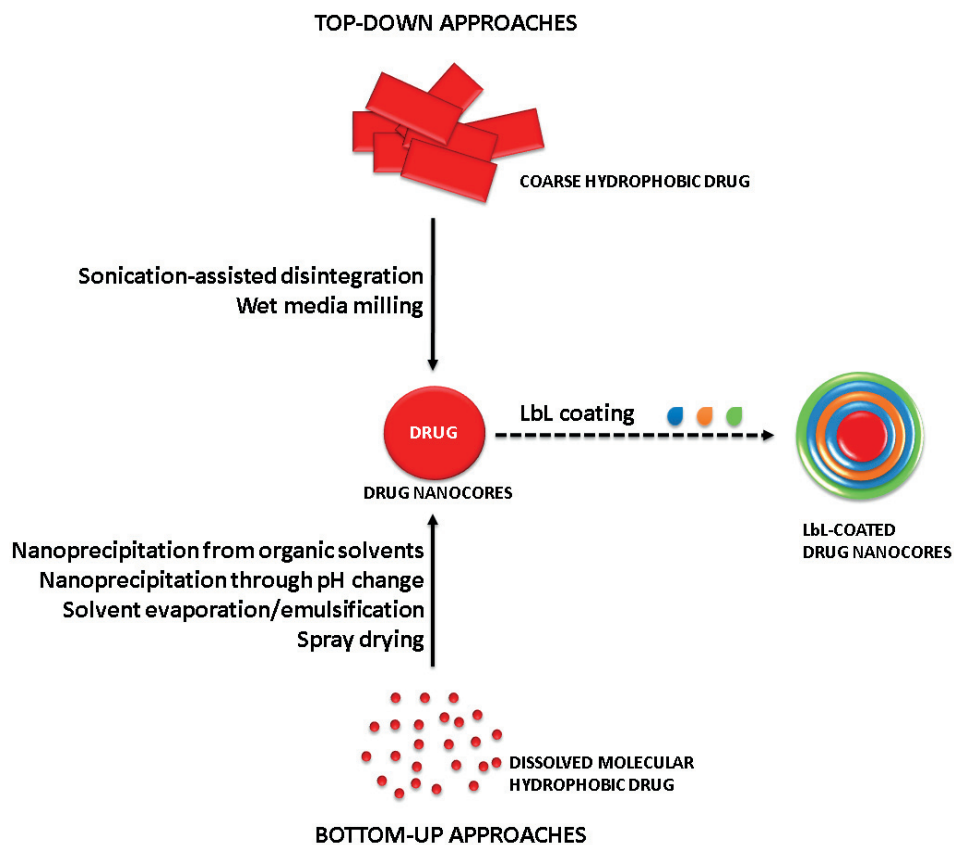 TOP-DOWN APPROACHES
COARSE HYDROPHOBIC DRUG
Sonication-assisted disintegration
Wet media milling
DRUG
DRUG NANOCORES
LbL coating
LbL-COATED
DRUG NANOCORES
Nanoprecipitation from organic solvents
Nanoprecipitation through pH change
Solvent evaporation/emulsification
Spray drying
DISSOLVED MOLECULAR
HYDROPHOBIC DRUG
BOTTOM-UP APPROACHES